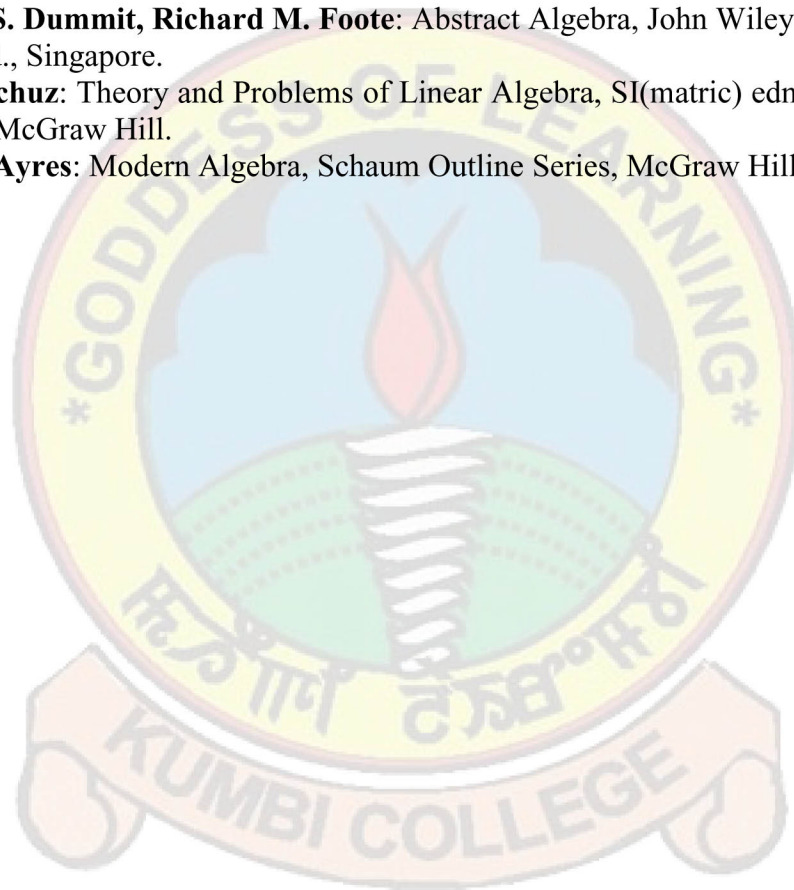 S. Dummit, Richard M. Foote: Abstract Algebra, John Wiley
., Singapore.
chuz: Theory and Problems of Linear Algebra, SI(matric) edn
McGraw Hill.
Ayres: Modern Algebra, Schaum Outline Series, McGraw Hill
*GODDESS OF LEARNING*
KUMBI COLLEGE